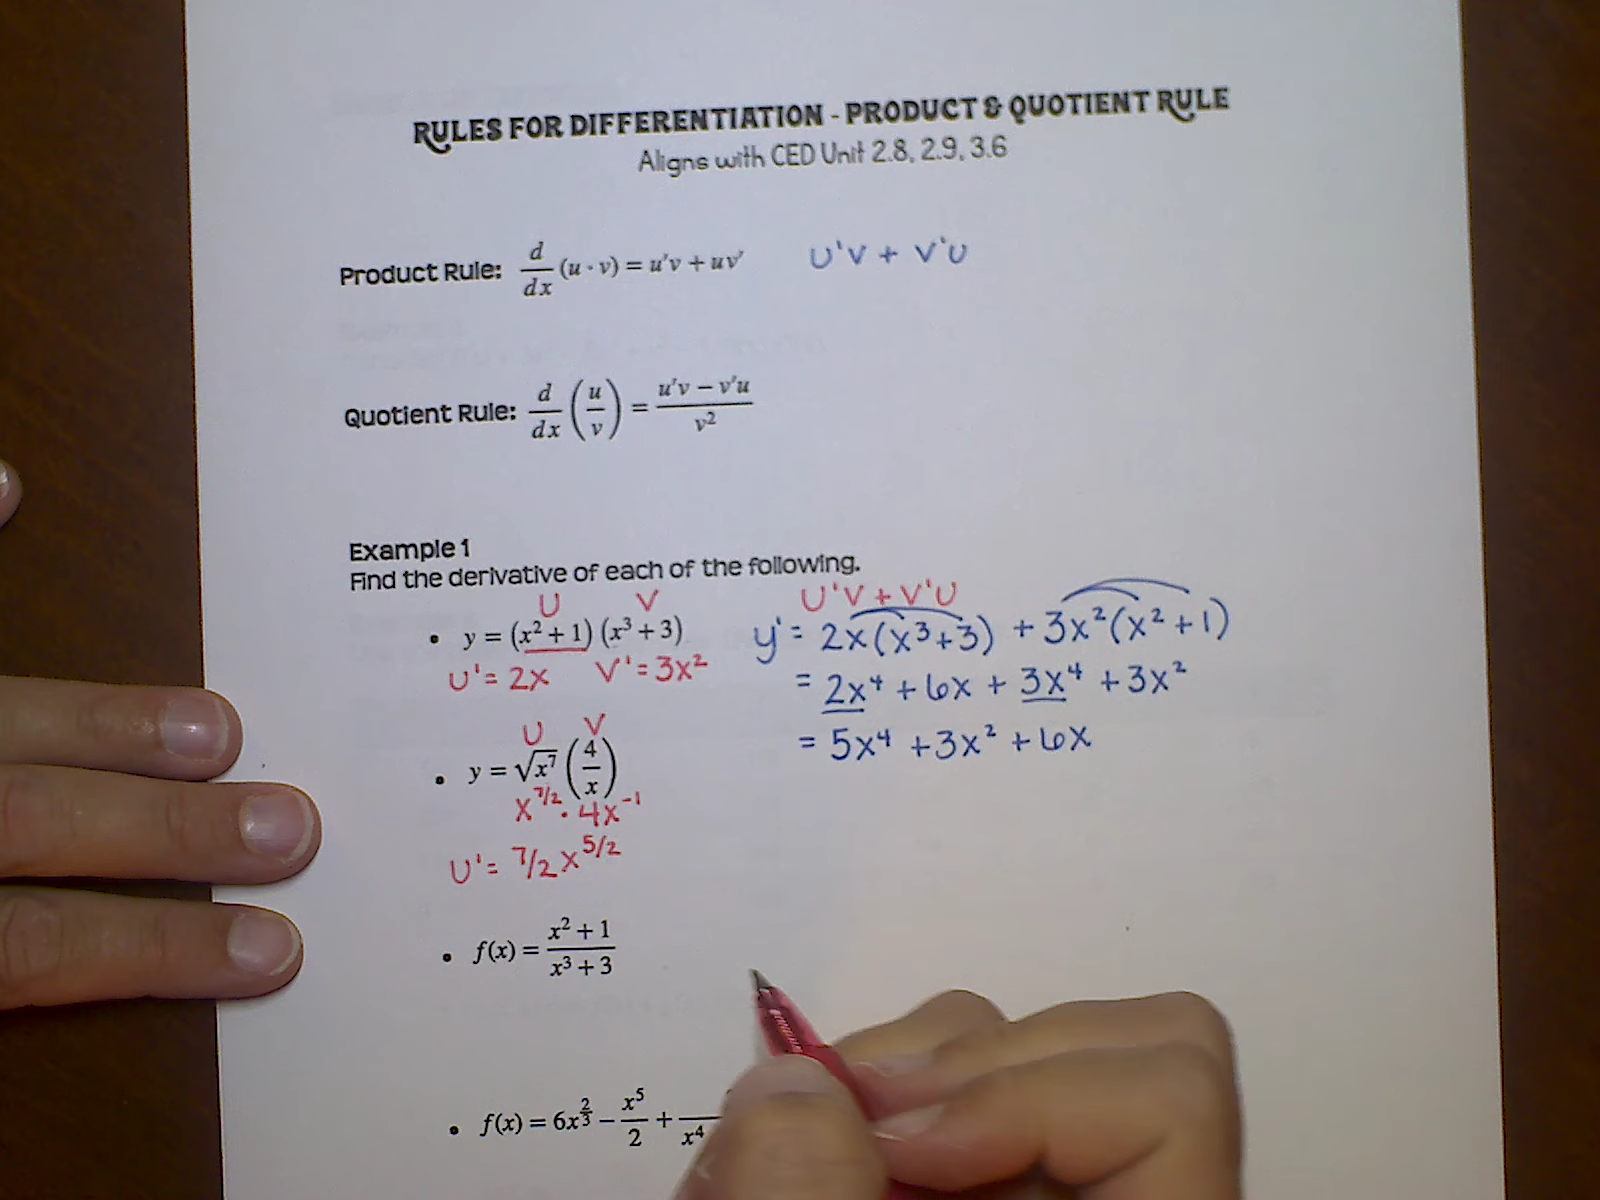 RULES FOR DIFFERENTIATION - PRODUCT & QUOTIENT RULE
Aligns with CED Unit 2.8, 2.9, 3.6
Product Rule: d/dx (u · v) = u'v + uv' U'V + V'U
Quotient Rule: d/dx (u/v) = (u'v − v'u)/v²
Example 1
Find the derivative of each of the following.
U V U'V + V'U
• y = (x² + 1)(x³ + 3) y' = 2x(x³+3) + 3x²(x²+1)
U' = 2x V' = 3x² = 2x⁴ + 6x + 3x⁴ + 3x²
U V = 5x⁴ + 3x² + 6x
• y = √x⁷ (4/x)
x^7/2 · 4x⁻¹
U' = 7/2 x^5/2
• f(x) = (x² + 1)/(x³ + 3)
• f(x) = 6x^(2/3) − x⁵/2 + /x⁴